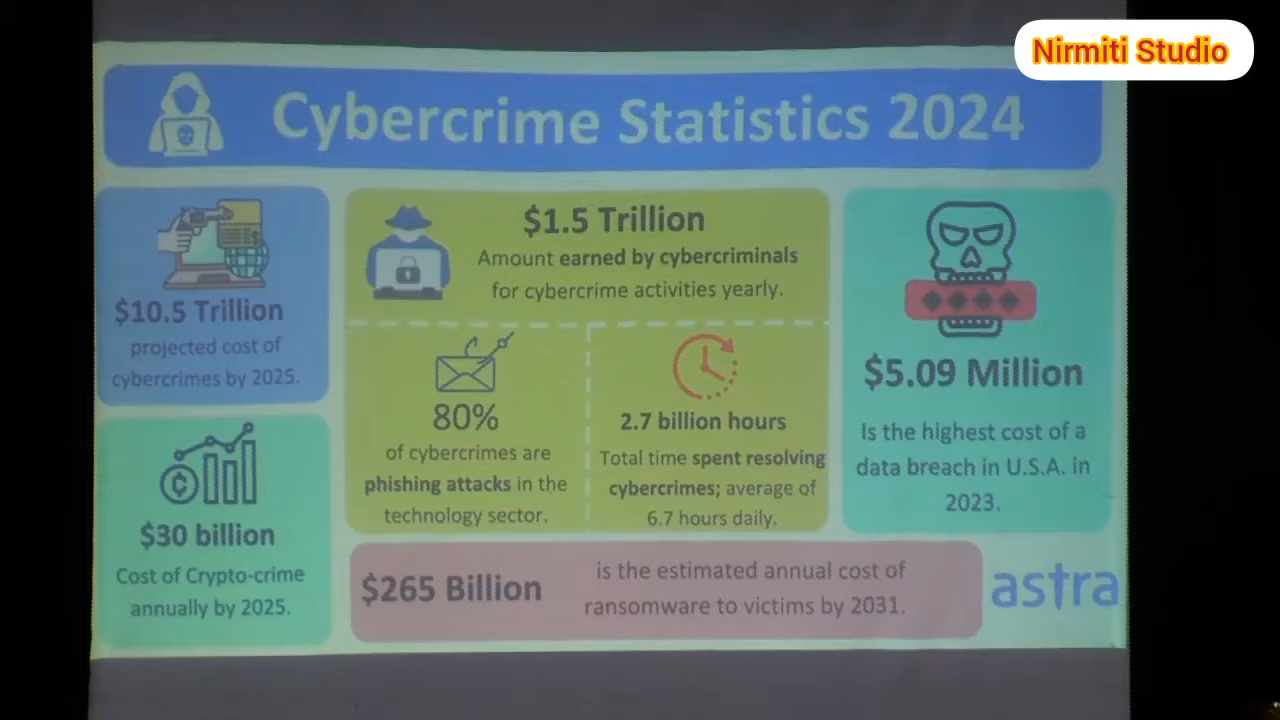 Nirmiti Studio
Cybercrime Statistics 2024
$10.5 Trillion
projected cost of
cybercrimes by 2025.
$30 billion
Cost of Crypto-crime
annually by 2025.
$1.5 Trillion
Amount earned by cybercriminals
for cybercrime activities yearly.
80%
of cybercrimes are
phishing attacks in the
technology sector.
2.7 billion hours
Total time spent resolving
cybercrimes; average of
6.7 hours daily.
$5.09 Million
Is the highest cost of a
data breach in U.S.A. in
2023.
$265 Billion
is the estimated annual cost of
ransomware to victims by 2031.
astra